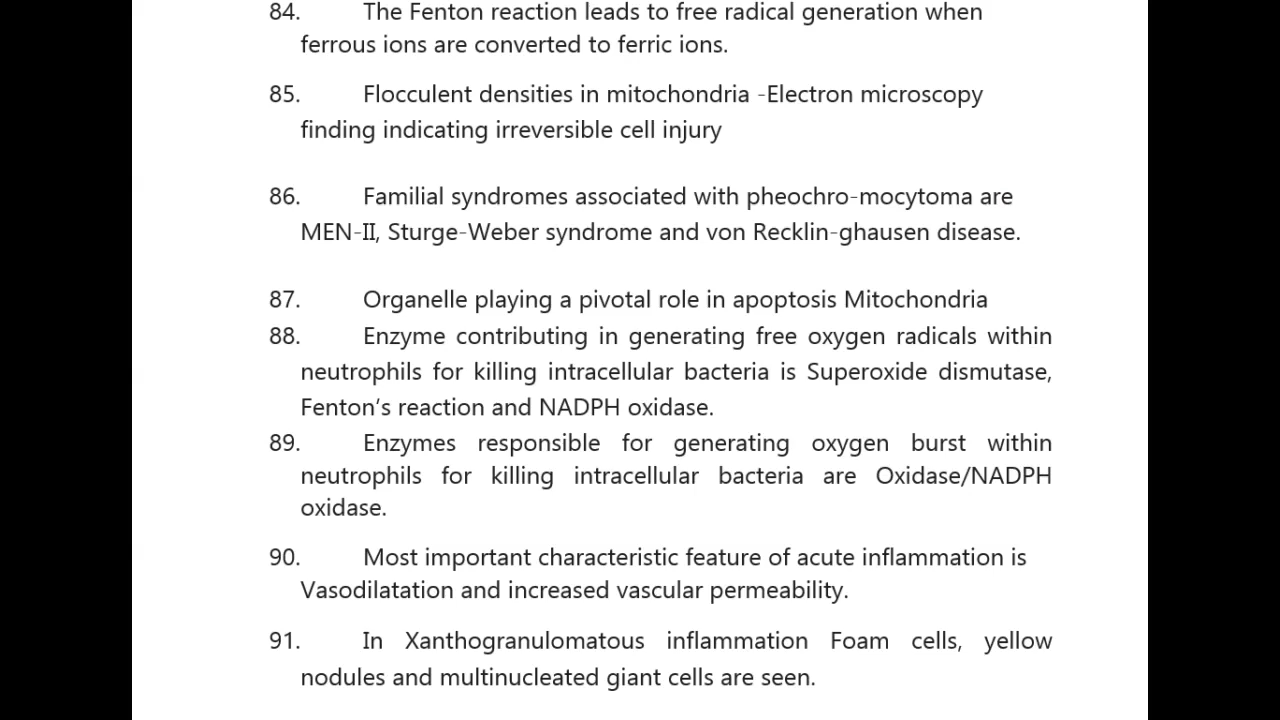 84. The Fenton reaction leads to free radical generation when
ferrous ions are converted to ferric ions.
85. Flocculent densities in mitochondria -Electron microscopy
finding indicating irreversible cell injury
86. Familial syndromes associated with pheochro-mocytoma are
MEN-II, Sturge-Weber syndrome and von Recklin-ghausen disease.
87. Organelle playing a pivotal role in apoptosis Mitochondria
88. Enzyme contributing in generating free oxygen radicals within
neutrophils for killing intracellular bacteria is Superoxide dismutase,
Fenton’s reaction and NADPH oxidase.
89. Enzymes responsible for generating oxygen burst within
neutrophils for killing intracellular bacteria are Oxidase/NADPH
oxidase.
90. Most important characteristic feature of acute inflammation is
Vasodilatation and increased vascular permeability.
91. In Xanthogranulomatous inflammation Foam cells, yellow
nodules and multinucleated giant cells are seen.